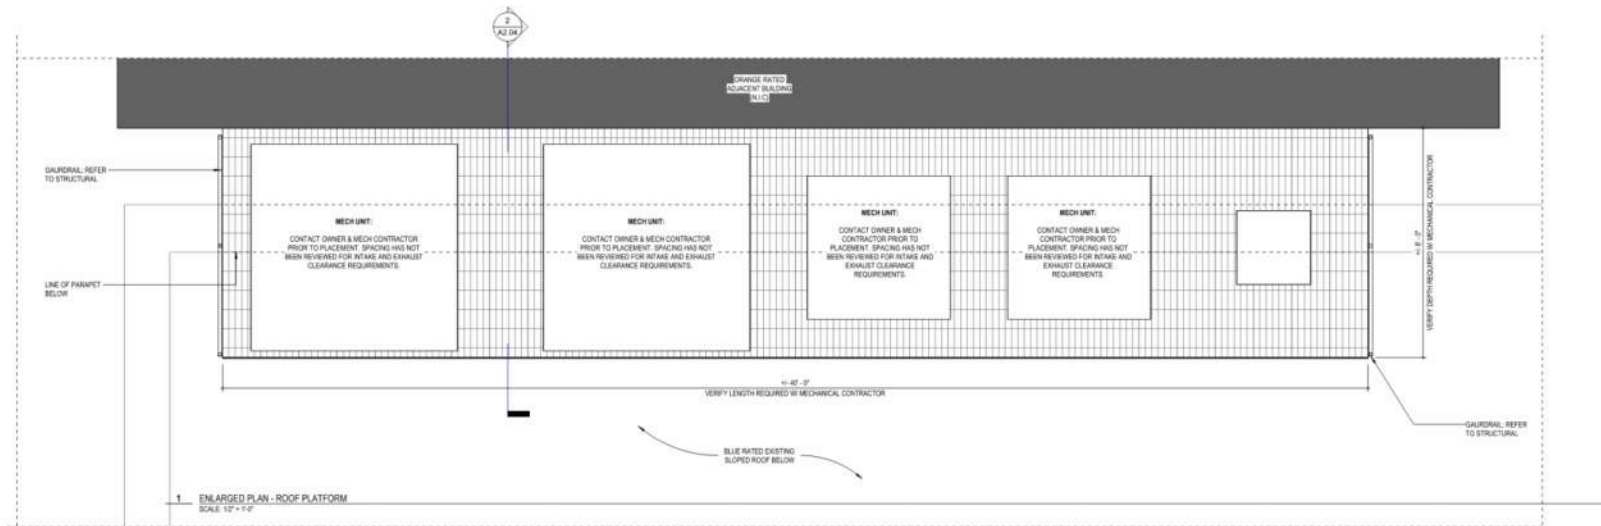 2
A2.04
ORANGE RATED
ADJACENT BUILDING
(N.I.C)
GAURDRAIL; REFER
TO STRUCTURAL
MECH UNIT:
CONTACT OWNER & MECH CONTRACTOR
PRIOR TO PLACEMENT. SPACING HAS NOT
BEEN REVIEWED FOR INTAKE AND EXHAUST
CLEARANCE REQUIREMENTS.
MECH UNIT:
CONTACT OWNER & MECH CONTRACTOR
PRIOR TO PLACEMENT. SPACING HAS NOT
BEEN REVIEWED FOR INTAKE AND EXHAUST
CLEARANCE REQUIREMENTS.
MECH UNIT:
CONTACT OWNER & MECH
CONTRACTOR PRIOR TO
PLACEMENT. SPACING HAS NOT
BEEN REVIEWED FOR INTAKE AND
EXHAUST CLEARANCE
REQUIREMENTS.
MECH UNIT:
CONTACT OWNER & MECH
CONTRACTOR PRIOR TO
PLACEMENT. SPACING HAS NOT
BEEN REVIEWED FOR INTAKE AND
EXHAUST CLEARANCE
REQUIREMENTS.
+/- 8' - 0"
VERIFY DEPTH REQUIRED W/ MECHANICAL CONTRACTOR
LINE OF PARAPET
BELOW
+/- 40' - 0"
VERIFY LENGTH REQUIRED W/ MECHANICAL CONTRACTOR
GAURDRAIL; REFER
TO STRUCTURAL
BLUE RATED EXISTING
SLOPED ROOF BELOW
1 ENLARGED PLAN - ROOF PLATFORM
SCALE: 1/2" = 1'-0"